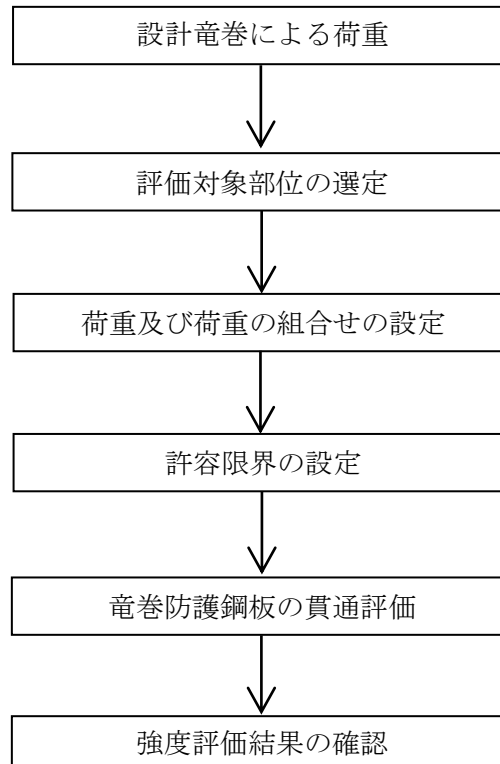 設計竜巻による荷重
評価対象部位の選定
荷重及び荷重の組合せの設定
許容限界の設定
竜巻防護鋼板の貫通評価
強度評価結果の確認